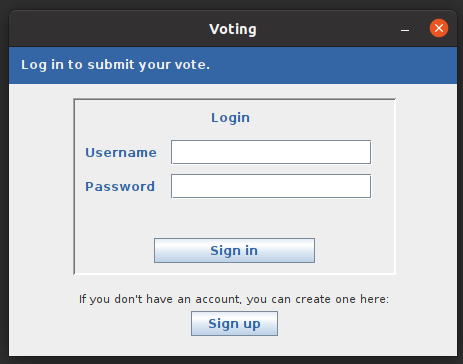 Voting
Log in to submit your vote.
Login
Username
Password
Sign in
If you don't have an account, you can create one here:
Sign up